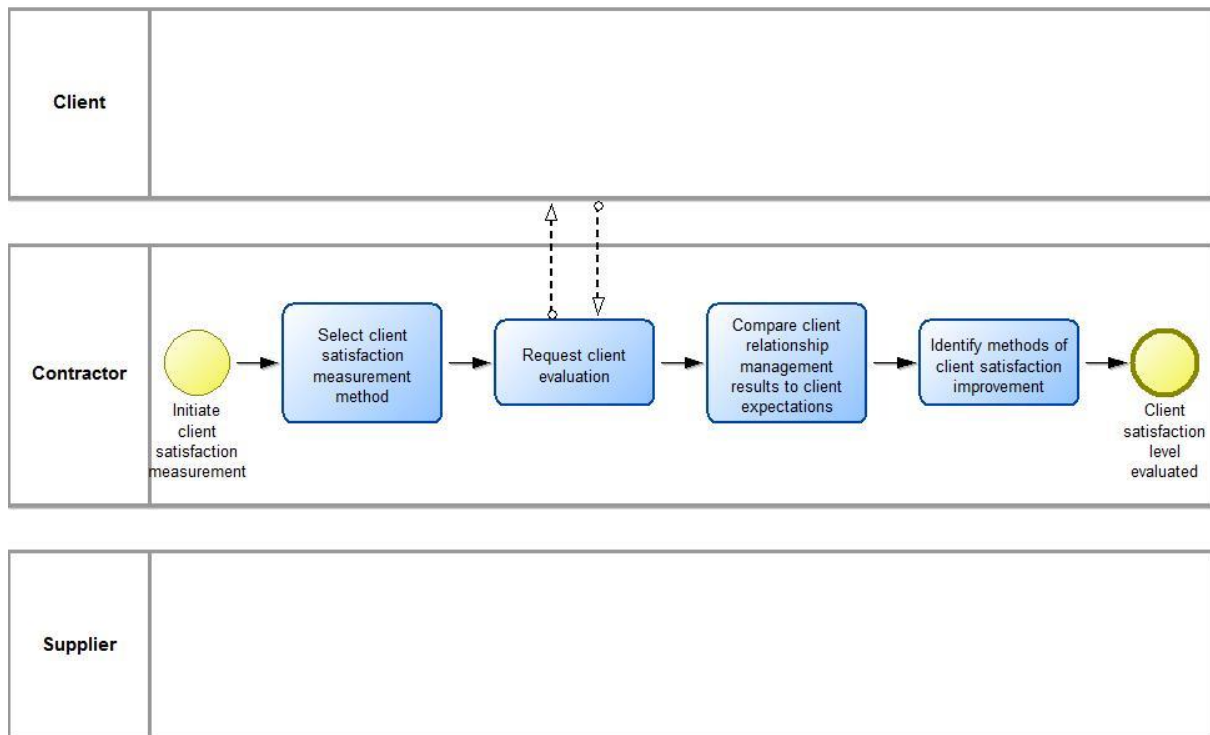 Client
Contractor
Initiate
client
satisfaction
measurement
Select client
satisfaction
measurement
method
Request client
evaluation
Compare client
relationship
management
results to client
expectations
Identify methods of
client satisfaction
improvement
Client
satisfaction
level
evaluated
Supplier